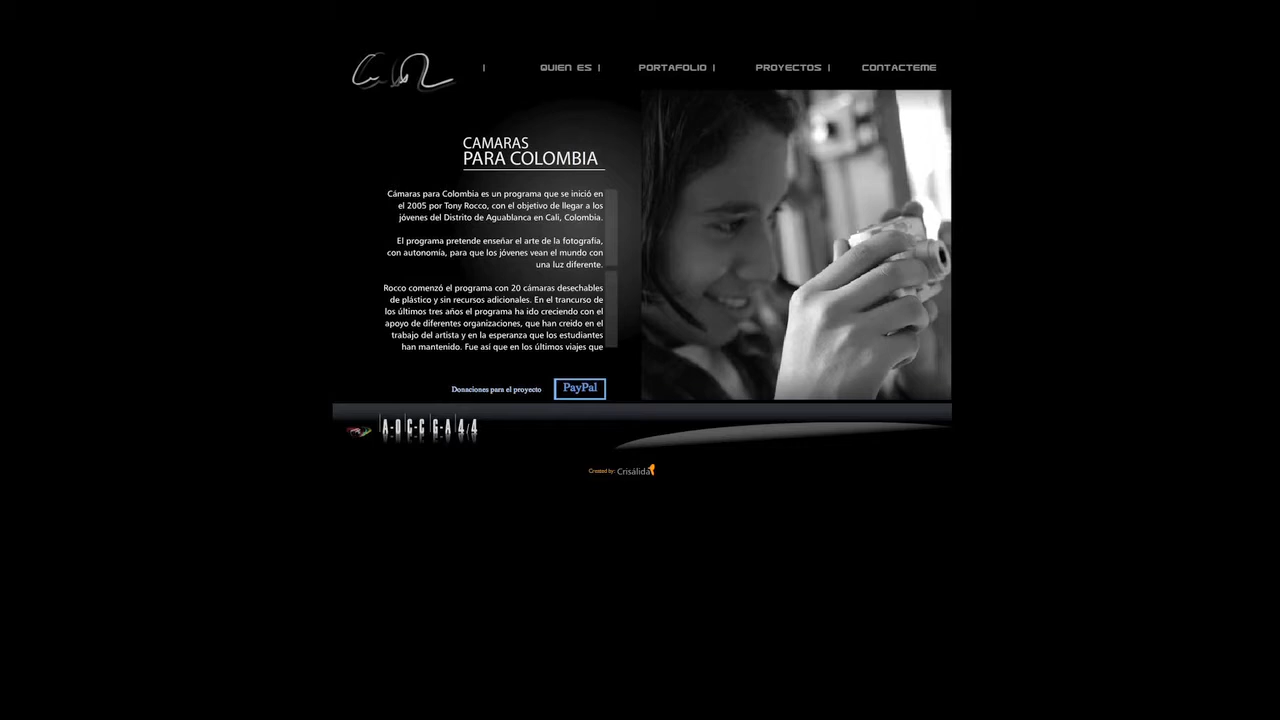 | QUIEN ES | PORTAFOLIO | PROYECTOS | CONTACTEME
CAMARAS
PARA COLOMBIA
Cámaras para Colombia es un programa que se inició en
el 2005 por Tony Rocco, con el objetivo de llegar a los
jóvenes del Distrito de Aguablanca en Cali, Colombia.
El programa pretende enseñar el arte de la fotografía,
con autonomía, para que los jóvenes vean el mundo con
una luz diferente.
Rocco comenzó el programa con 20 cámaras desechables
de plástico y sin recursos adicionales. En el trancurso de
los últimos tres años el programa ha ido creciendo con el
apoyo de diferentes organizaciones, que han creido en el
trabajo del artista y en la esperanza que los estudiantes
han mantenido. Fue así que en los últimos viajes que
Donaciones para el proyecto PayPal
Created by: Crisálida